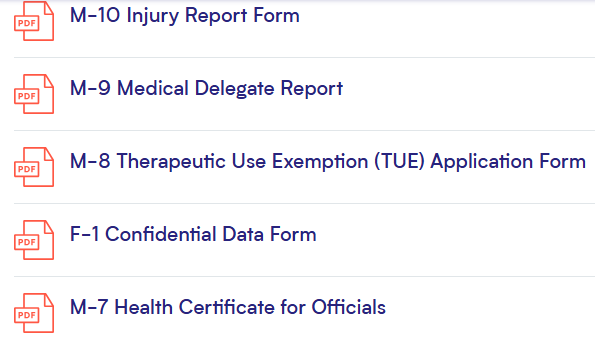 PDF M-10 Injury Report Form
PDF M-9 Medical Delegate Report
PDF M-8 Therapeutic Use Exemption (TUE) Application Form
PDF F-1 Confidential Data Form
PDF M-7 Health Certificate for Officials